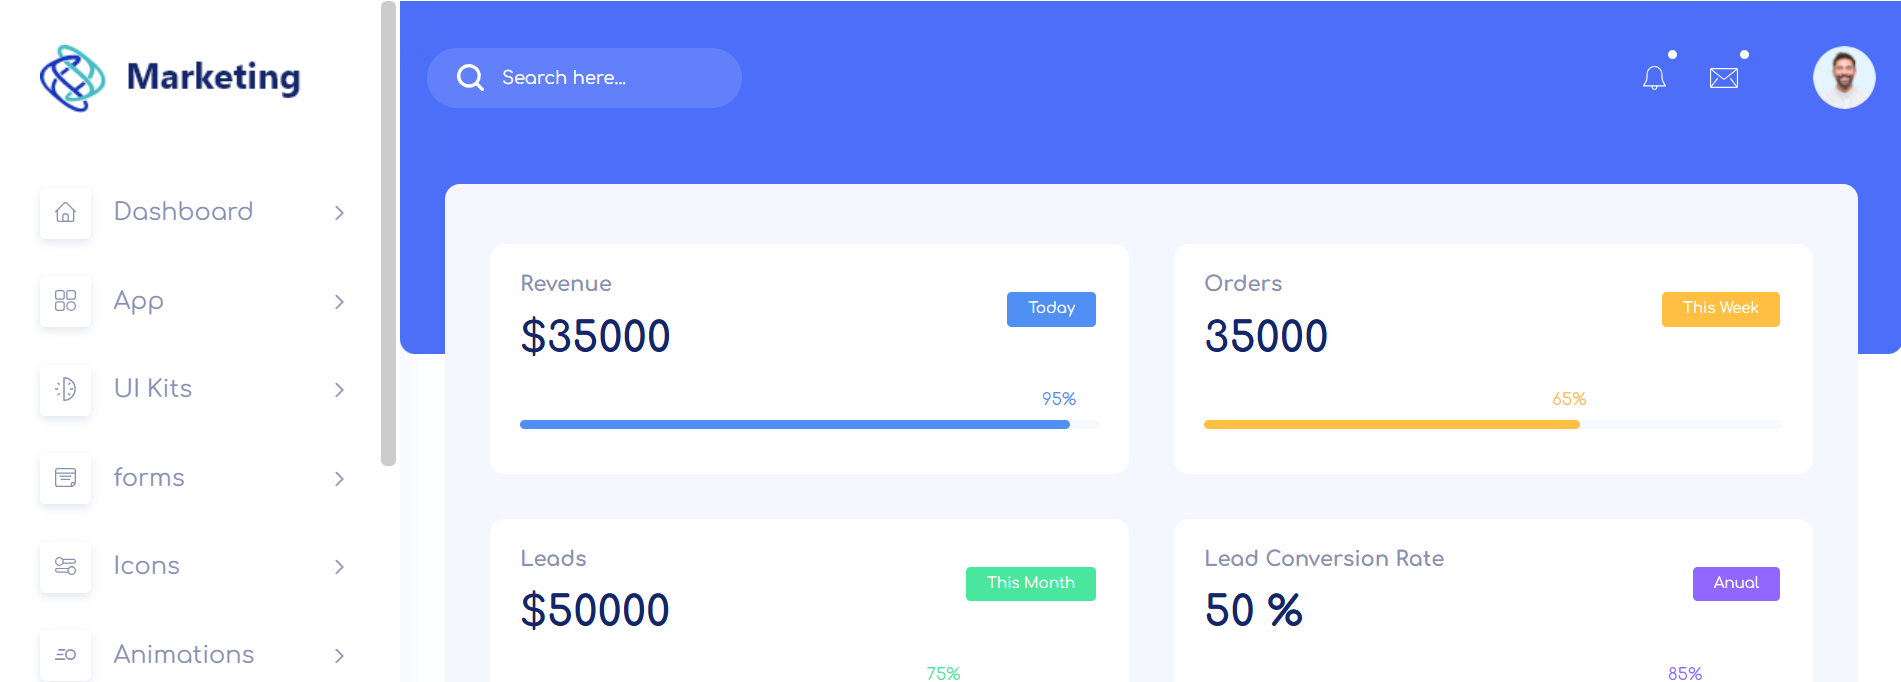 Marketing
Search here...
Dashboard
App
UI Kits
forms
Icons
Animations
Revenue
$35000
Today
95%
Orders
35000
This Week
65%
Leads
$50000
This Month
75%
Lead Conversion Rate
50 %
Anual
85%